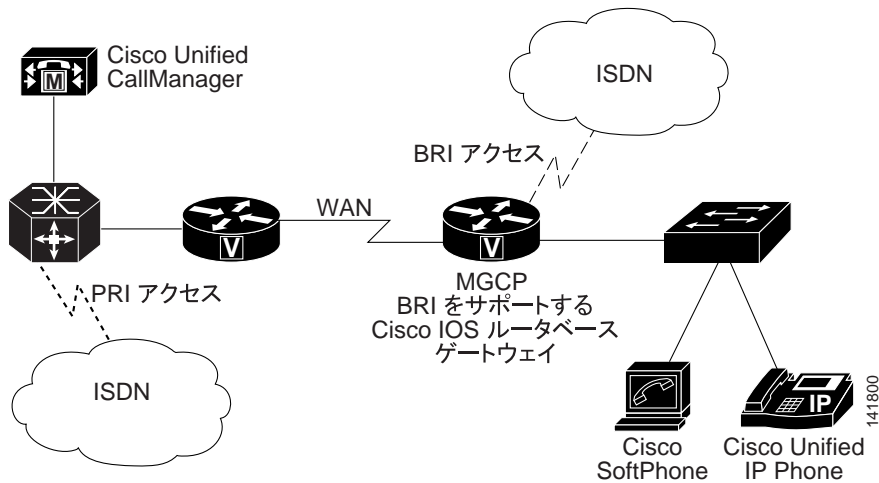 Cisco Unified
CallManager
M
ISDN
BRI アクセス
WAN
V
V
PRI アクセス
MGCP
BRI をサポートする
Cisco IOS ルータベース
ゲートウェイ
ISDN
IP
Cisco
SoftPhone
Cisco Unified
IP Phone
141800